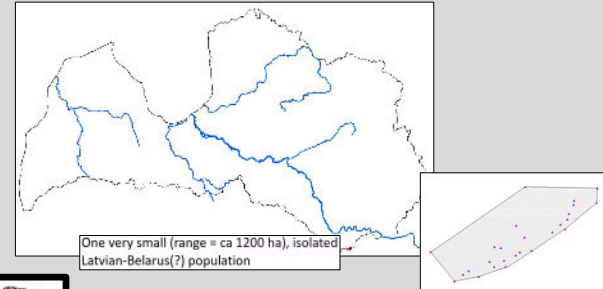 One very small (range = ca 1200 ha), isolated
Latvian-Belarus(?) population